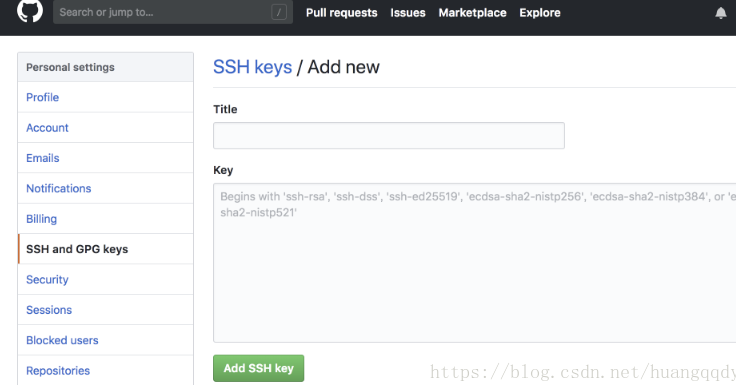 Search or jump to...
/
Pull requests Issues Marketplace Explore
Personal settings
Profile
Account
Emails
Notifications
Billing
SSH and GPG keys
Security
Sessions
Blocked users
Repositories
SSH keys / Add new
Title
Key
Begins with 'ssh-rsa', 'ssh-dss', 'ssh-ed25519', 'ecdsa-sha2-nistp256', 'ecdsa-sha2-nistp384', or 'e
sha2-nistp521'
Add SSH key
https://blog.csdn.net/huangqqdy